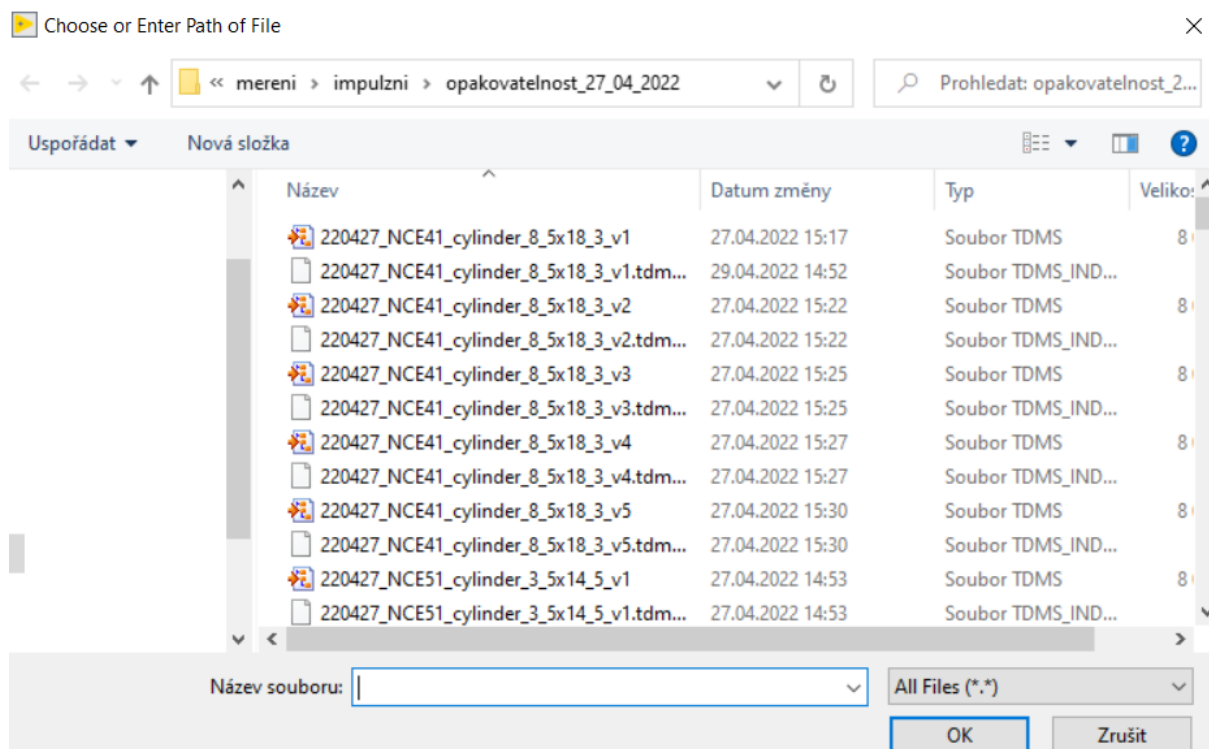 Choose or Enter Path of File
« mereni › impulzni › opakovatelnost_27_04_2022 Prohledat: opakovatelnost_2...
Uspořádat Nová složka
Název Datum změny Typ Velikos
220427_NCE41_cylinder_8_5x18_3_v1 27.04.2022 15:17 Soubor TDMS 8
220427_NCE41_cylinder_8_5x18_3_v1.tdm... 29.04.2022 14:52 Soubor TDMS_IND...
220427_NCE41_cylinder_8_5x18_3_v2 27.04.2022 15:22 Soubor TDMS 8
220427_NCE41_cylinder_8_5x18_3_v2.tdm... 27.04.2022 15:22 Soubor TDMS_IND...
220427_NCE41_cylinder_8_5x18_3_v3 27.04.2022 15:25 Soubor TDMS 8
220427_NCE41_cylinder_8_5x18_3_v3.tdm... 27.04.2022 15:25 Soubor TDMS_IND...
220427_NCE41_cylinder_8_5x18_3_v4 27.04.2022 15:27 Soubor TDMS 8
220427_NCE41_cylinder_8_5x18_3_v4.tdm... 27.04.2022 15:27 Soubor TDMS_IND...
220427_NCE41_cylinder_8_5x18_3_v5 27.04.2022 15:30 Soubor TDMS 8
220427_NCE41_cylinder_8_5x18_3_v5.tdm... 27.04.2022 15:30 Soubor TDMS_IND...
220427_NCE51_cylinder_3_5x14_5_v1 27.04.2022 14:53 Soubor TDMS 8
220427_NCE51_cylinder_3_5x14_5_v1.tdm... 27.04.2022 14:53 Soubor TDMS_IND...
Název souboru: All Files (*.*)
OK Zrušit